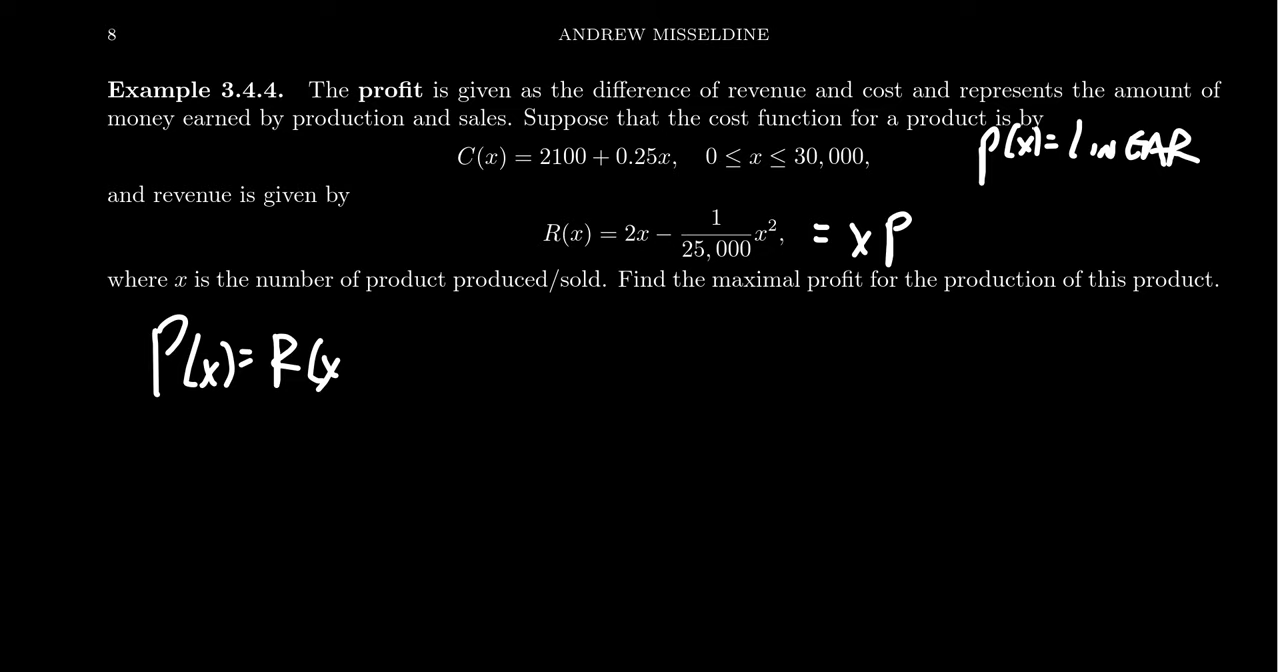 8 ANDREW MISSELDINE
Example 3.4.4. The profit is given as the difference of revenue and cost and represents the amount of
money earned by production and sales. Suppose that the cost function for a product is by
p(x) = linEAR
C(x) = 2100 + 0.25x, 0 ≤ x ≤ 30,000,
and revenue is given by
R(x) = 2x − 1/25,000 x², = xp
where x is the number of product produced/sold. Find the maximal profit for the production of this product.
P(x) = R(x